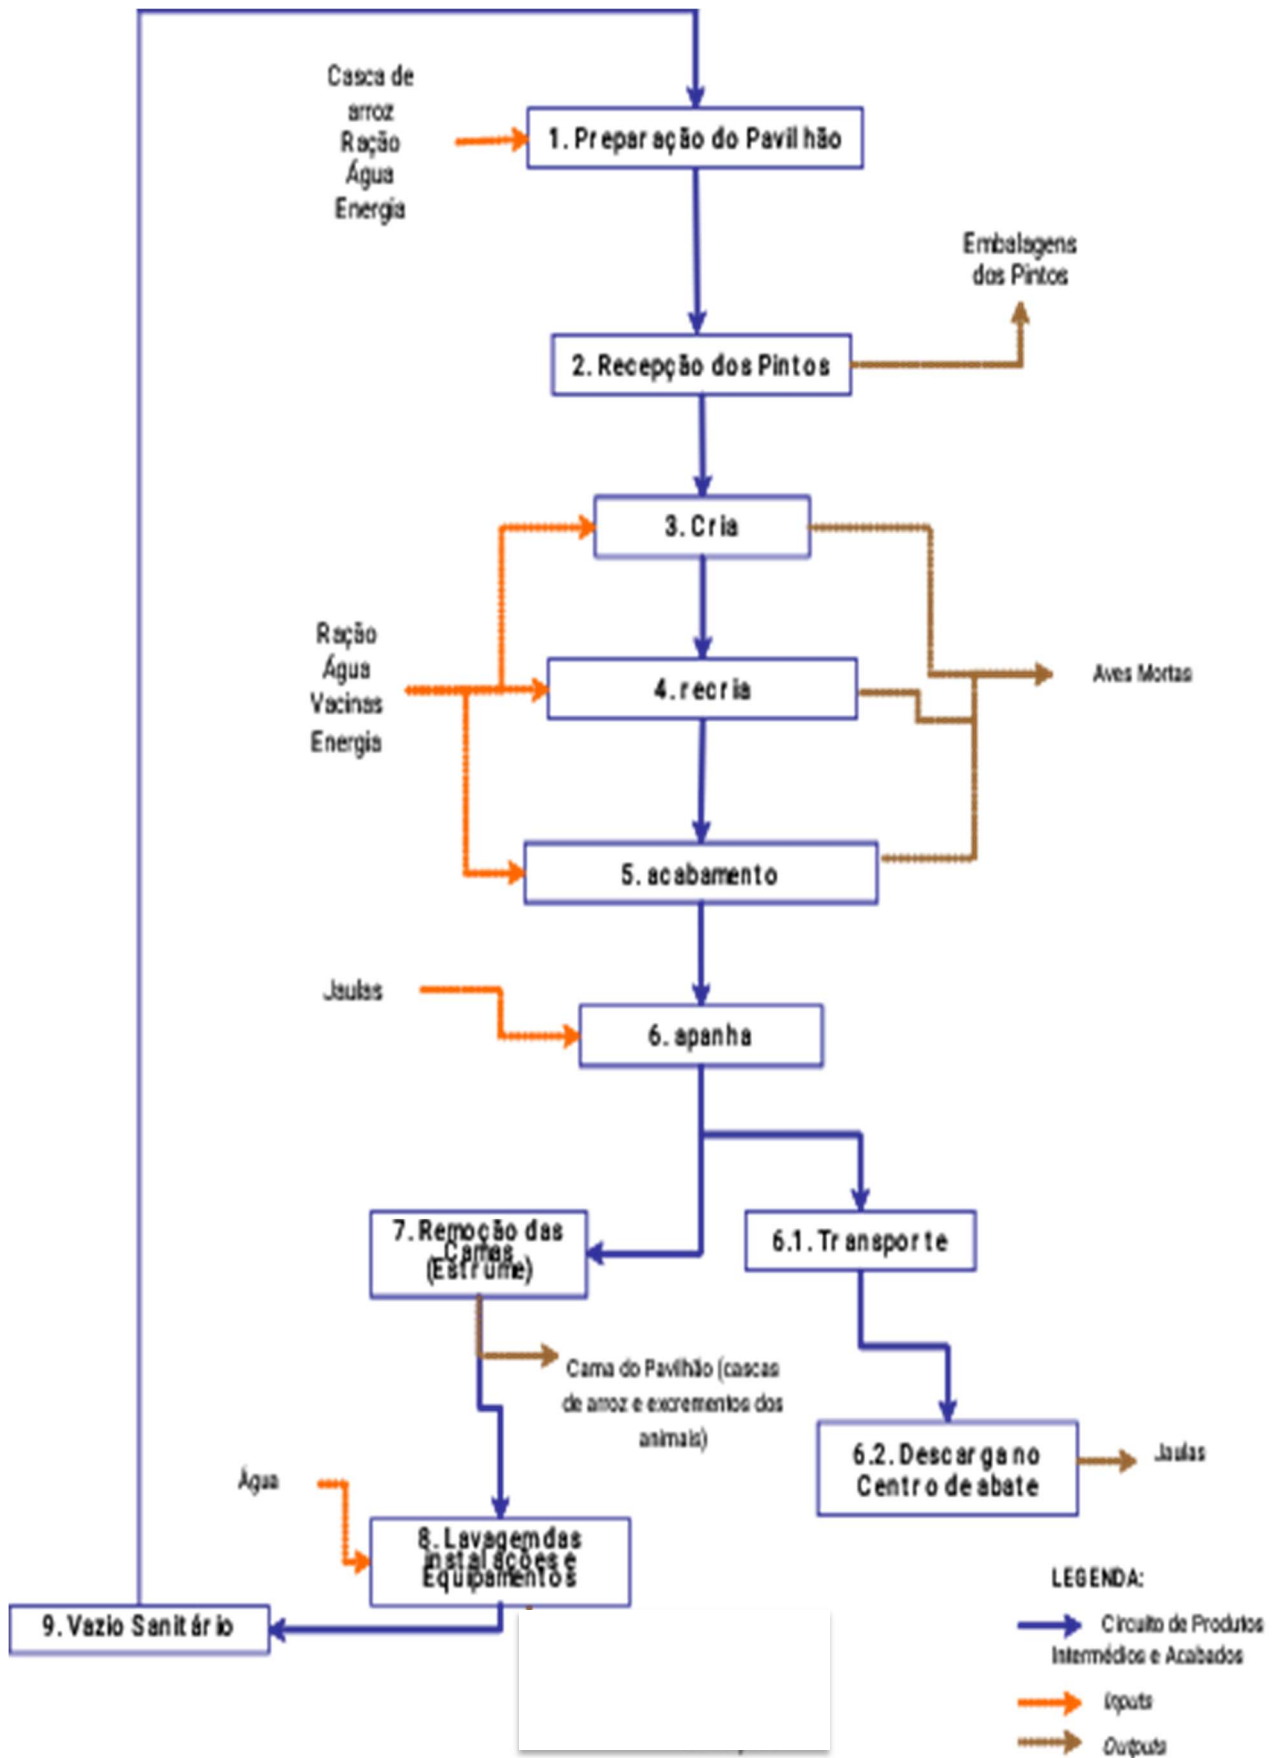 Casca de
arroz
Ração
Água
Energia
1. Preparação do Pavilhão
Embalagens
dos Pintos
2. Recepção dos Pintos
3. Cria
Ração
Água
Vacinas
Energia
4. recria
Aves Mortas
5. acabamento
Jaulas
6. apanha
7. Remoção das
Camas
(Estrume)
6.1. Transporte
Cama do Pavilhão (cascas
de arroz e excrementos dos
animais)
6.2. Descarga no
Centro de abate
Jaulas
Água
8. Lavagem das
instalações e
Equipamentos
9. Vazio Sanitário
LEGENDA:
Circuito de Produtos
Intermédios e Acabados
Inputs
Outputs